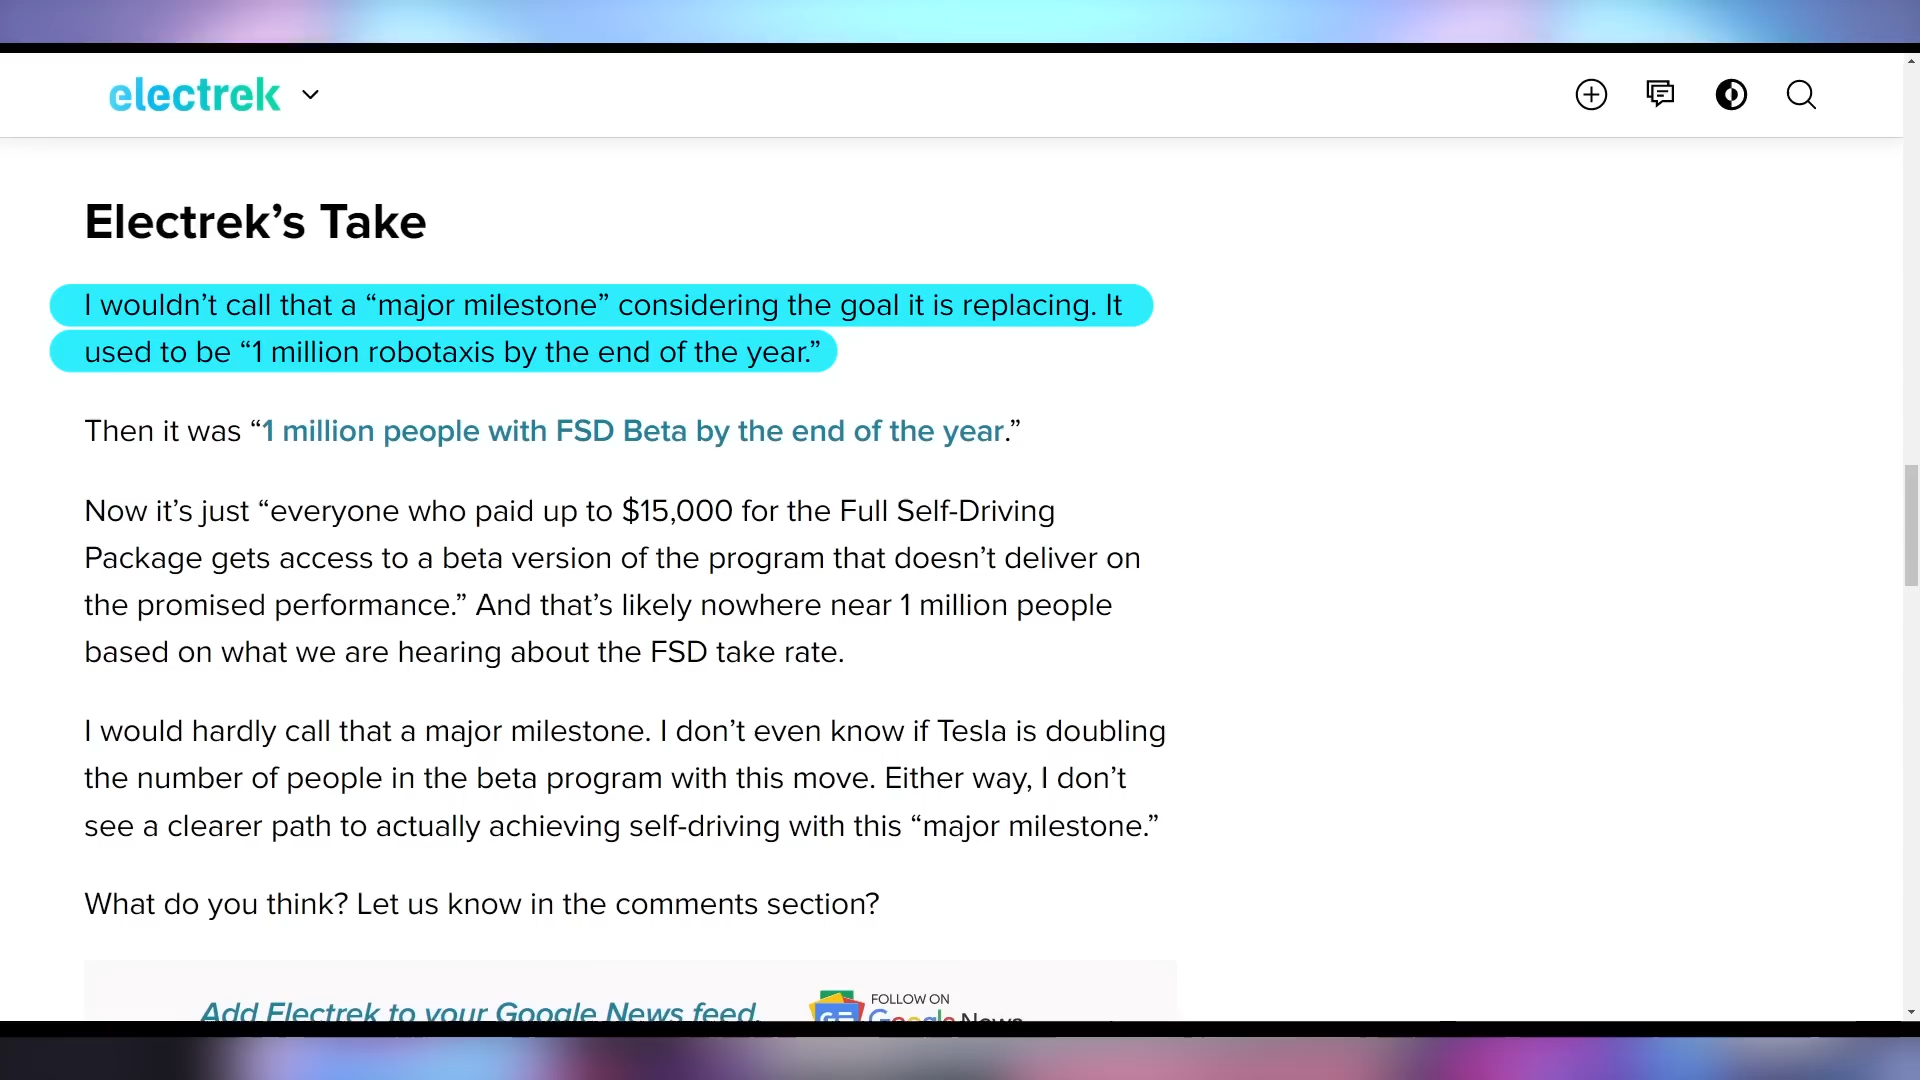 electrek
Electrek’s Take
I wouldn’t call that a “major milestone” considering the goal it is replacing. It
used to be “1 million robotaxis by the end of the year.”
Then it was “1 million people with FSD Beta by the end of the year.”
Now it’s just “everyone who paid up to $15,000 for the Full Self-Driving
Package gets access to a beta version of the program that doesn’t deliver on
the promised performance.” And that’s likely nowhere near 1 million people
based on what we are hearing about the FSD take rate.
I would hardly call that a major milestone. I don’t even know if Tesla is doubling
the number of people in the beta program with this move. Either way, I don’t
see a clearer path to actually achieving self-driving with this “major milestone.”
What do you think? Let us know in the comments section?
Add Electrek to your Google News feed.
FOLLOW ON
Google News